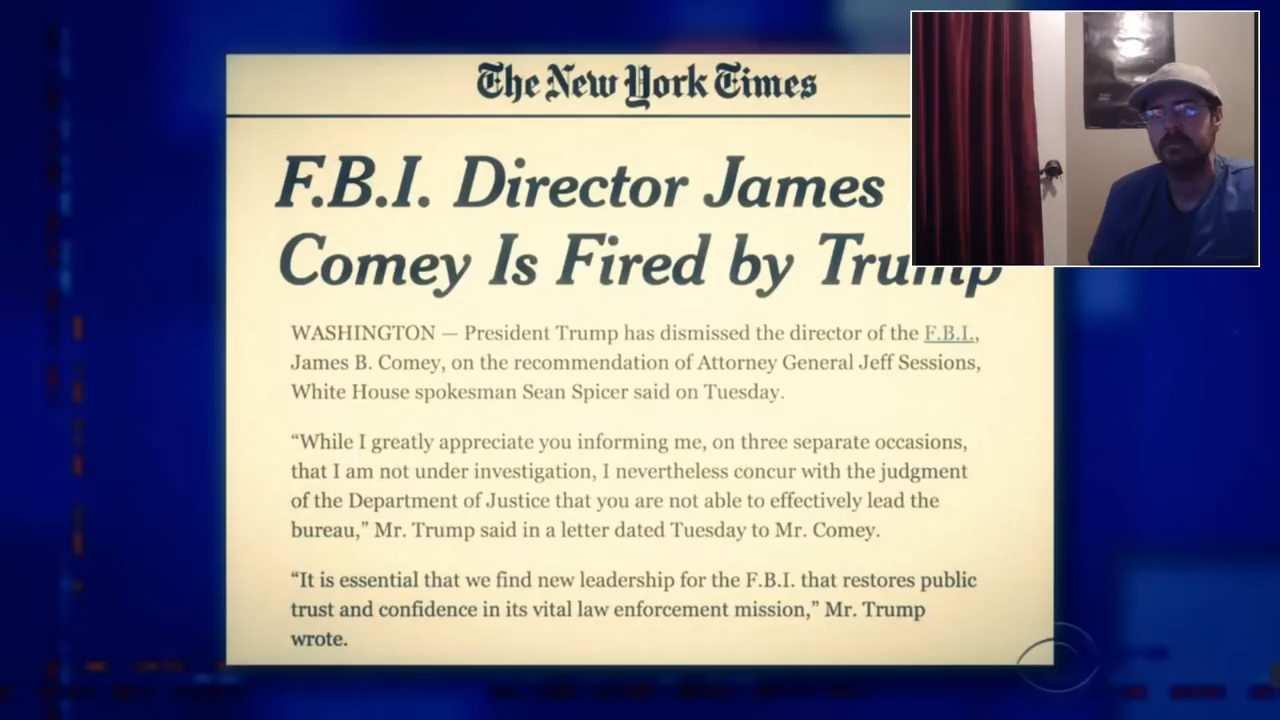 The New York Times
F.B.I. Director James
Comey Is Fired by Trump
WASHINGTON — President Trump has dismissed the director of the F.B.I.,
James B. Comey, on the recommendation of Attorney General Jeff Sessions,
White House spokesman Sean Spicer said on Tuesday.
“While I greatly appreciate you informing me, on three separate occasions,
that I am not under investigation, I nevertheless concur with the judgment
of the Department of Justice that you are not able to effectively lead the
bureau,” Mr. Trump said in a letter dated Tuesday to Mr. Comey.
“It is essential that we find new leadership for the F.B.I. that restores public
trust and confidence in its vital law enforcement mission,” Mr. Trump
wrote.